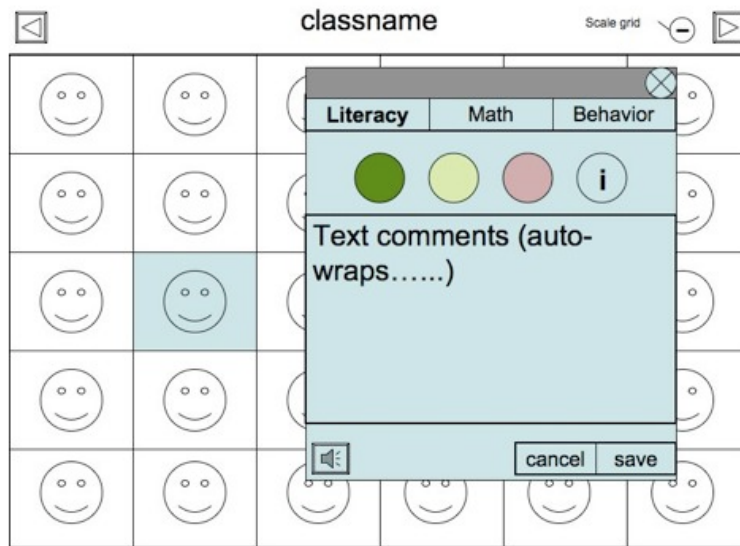 classname
Scale grid
Literacy Math Behavior
i
Text comments (auto-
wraps…...)
cancel save